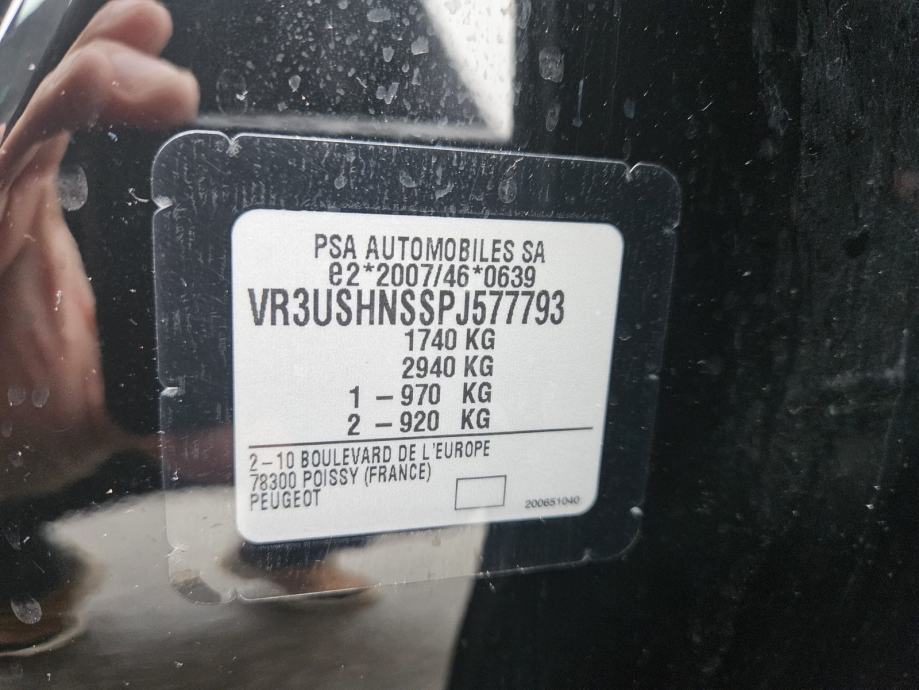 PSA AUTOMOBILES SA
e2*2007/46*0639
VR3USHNSSPJ577793
1740 KG
2940 KG
1 – 970 KG
2 – 920 KG
2–10 BOULEVARD DE L'EUROPE
78300 POISSY (FRANCE)
PEUGEOT
200651040